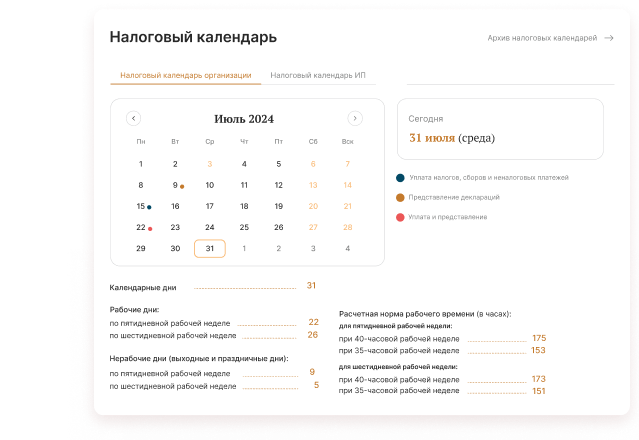 Налоговый календарь
Архив налоговых календарей
Налоговый календарь организации
Налоговый календарь ИП
Июль 2024
Пн Вт Ср Чт Пт Сб Вск
1 2 3 4 5 6 7
8 9 10 11 12 13 14
15 16 17 18 19 20 21
22 23 24 25 26 27 28
29 30 31 1 2 3 4
Сегодня
31 июля (среда)
Уплата налогов, сборов и неналоговых платежей
Представление деклараций
Уплата и представление
Календарные дни 31
Рабочие дни:
по пятидневной рабочей неделе 22
по шестидневной рабочей неделе 26
Нерабочие дни (выходные и праздничные дни):
по пятидневной рабочей неделе 9
по шестидневной рабочей неделе 5
Расчетная норма рабочего времени (в часах):
для пятидневной рабочей недели:
при 40-часовой рабочей неделе 175
при 35-часовой рабочей неделе 153
для шестидневной рабочей недели:
при 40-часовой рабочей неделе 173
при 35-часовой рабочей неделе 151